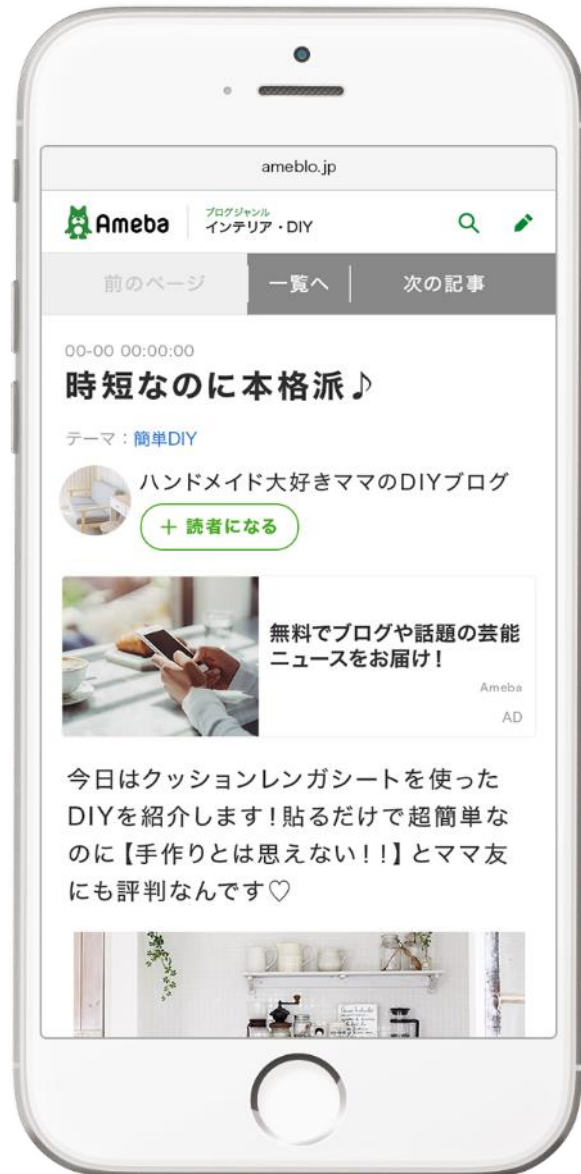 ameblo.jp
Ameba
ブログジャンル
インテリア・DIY
前のページ
一覧へ
次の記事
00-00 00:00:00
時短なのに本格派♪
テーマ：簡単DIY
ハンドメイド大好きママのDIYブログ
＋ 読者になる
無料でブログや話題の芸能
ニュースをお届け！
Ameba
AD
今日はクッションレンガシートを使った
DIYを紹介します！貼るだけで超簡単な
のに【手作りとは思えない！！】とママ友
にも評判なんです♡